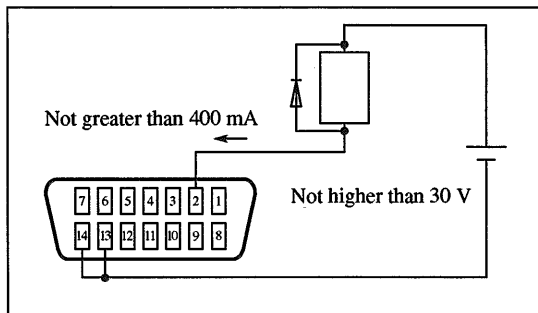 Not greater than 400 mA
Not higher than 30 V
7 6 5 4 3 2 1
14 13 12 11 10 9 8